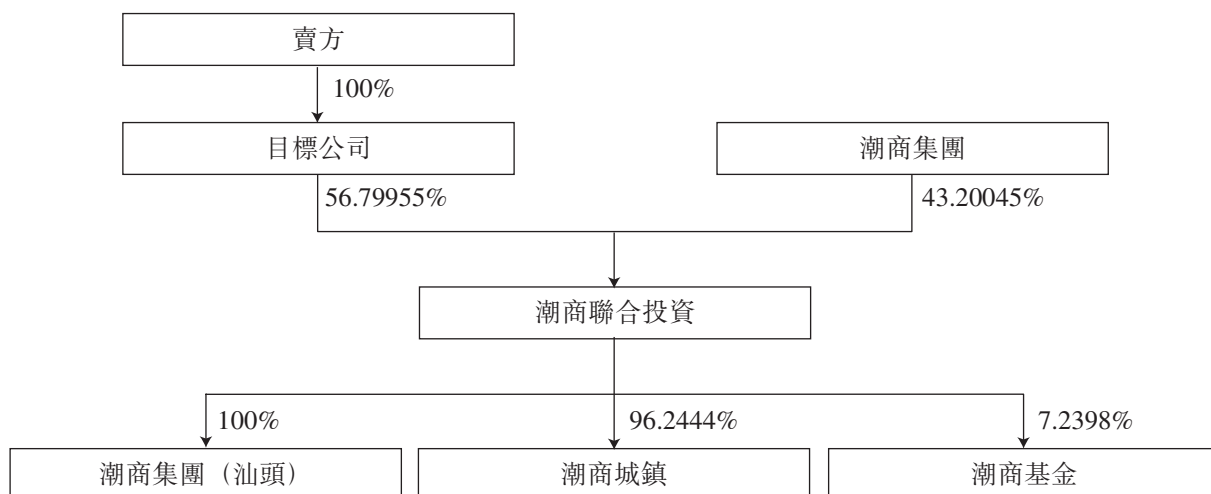 賣方
100%
目標公司
潮商集團
56.79955%
43.20045%
潮商聯合投資
100%
96.2444%
7.2398%
潮商集團（汕頭）
潮商城鎮
潮商基金